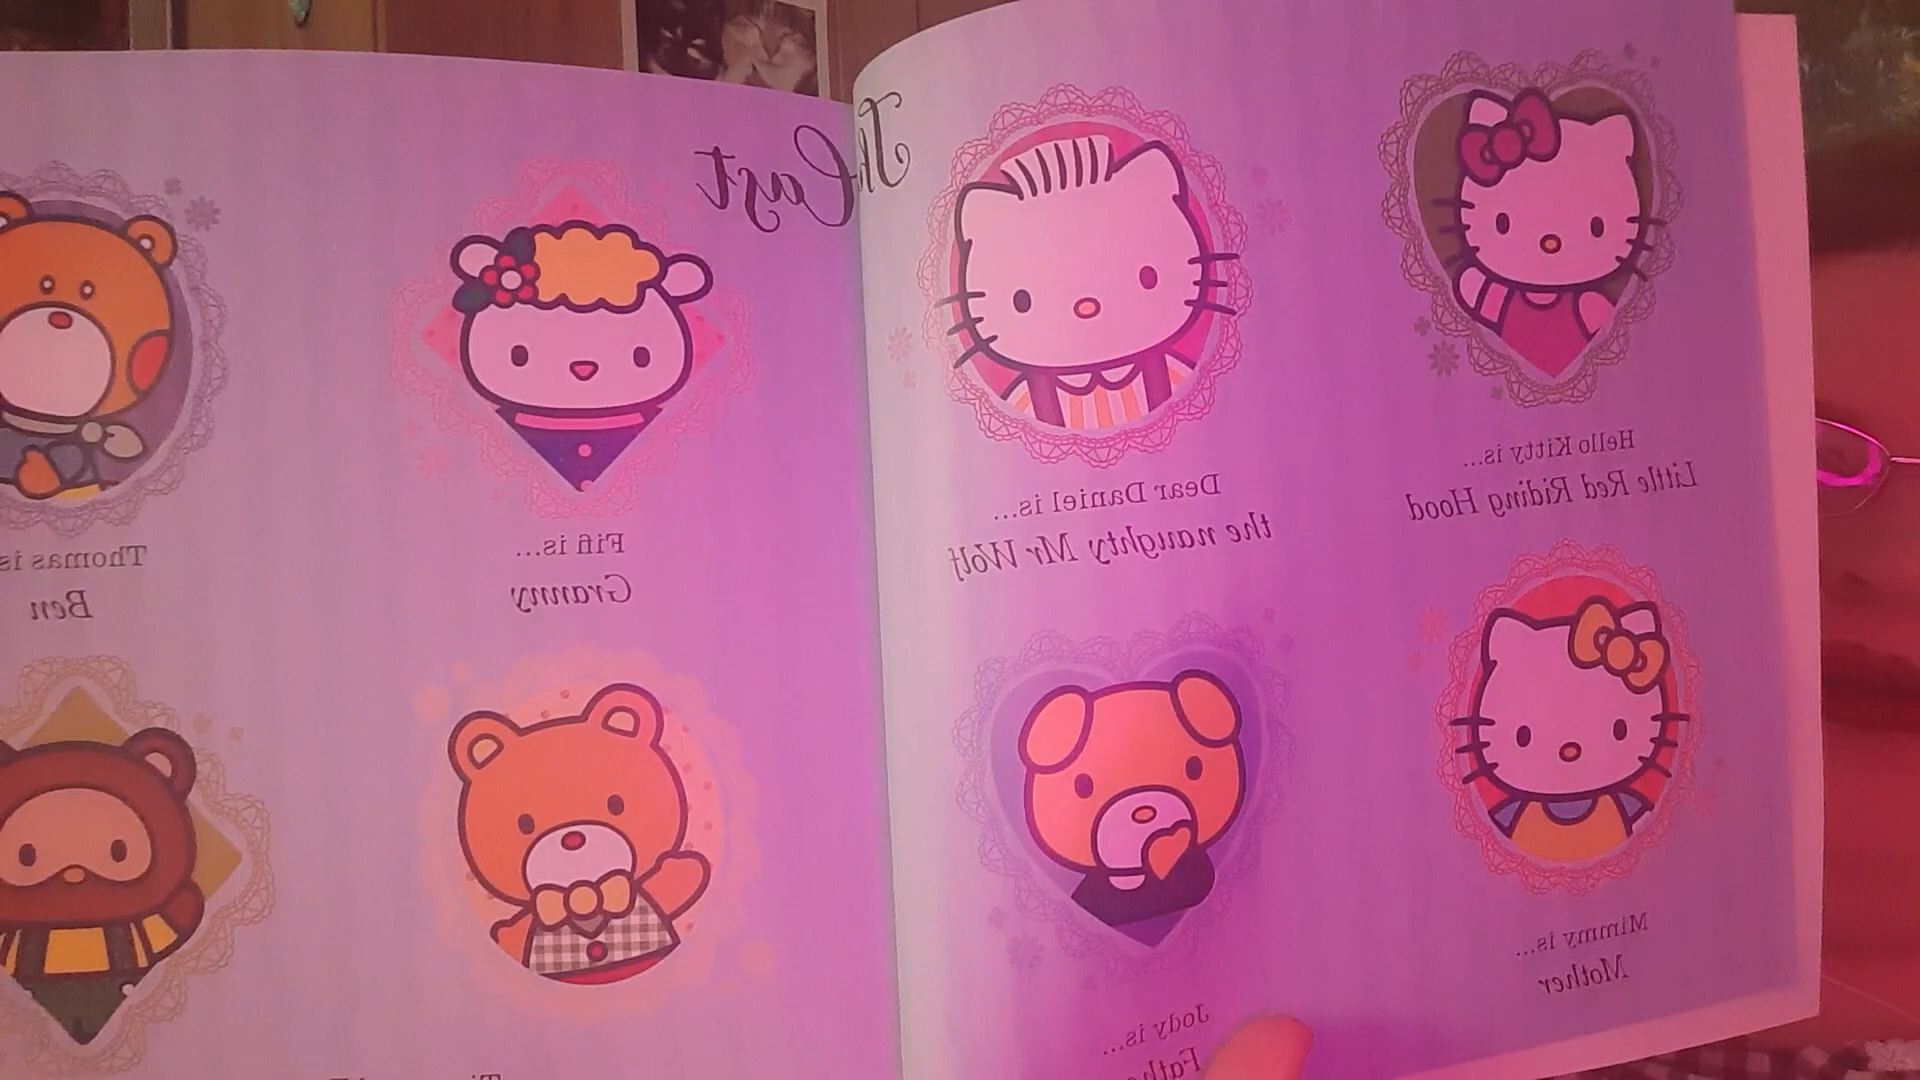 The Cast
Hello Kitty is...
Little Red Riding Hood
Dear Daniel is...
the naughty Mr Wolf
Fifi is...
Granny
Thomas is
Ben
Mimmy is...
Mother
Jody is...